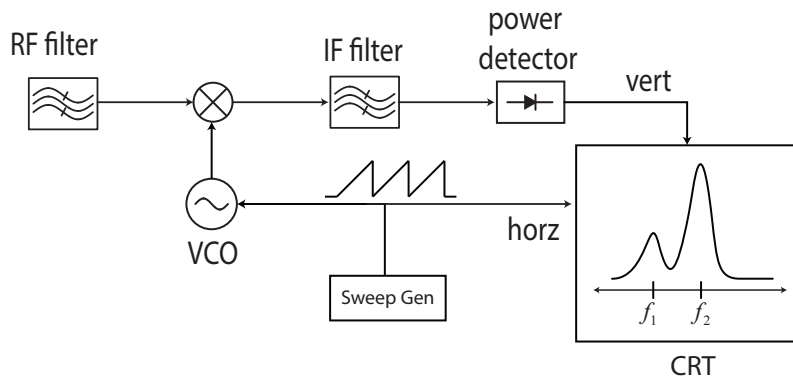 RF filter
IF filter
power
detector
vert
VCO
horz
Sweep Gen
f1
f2
CRT